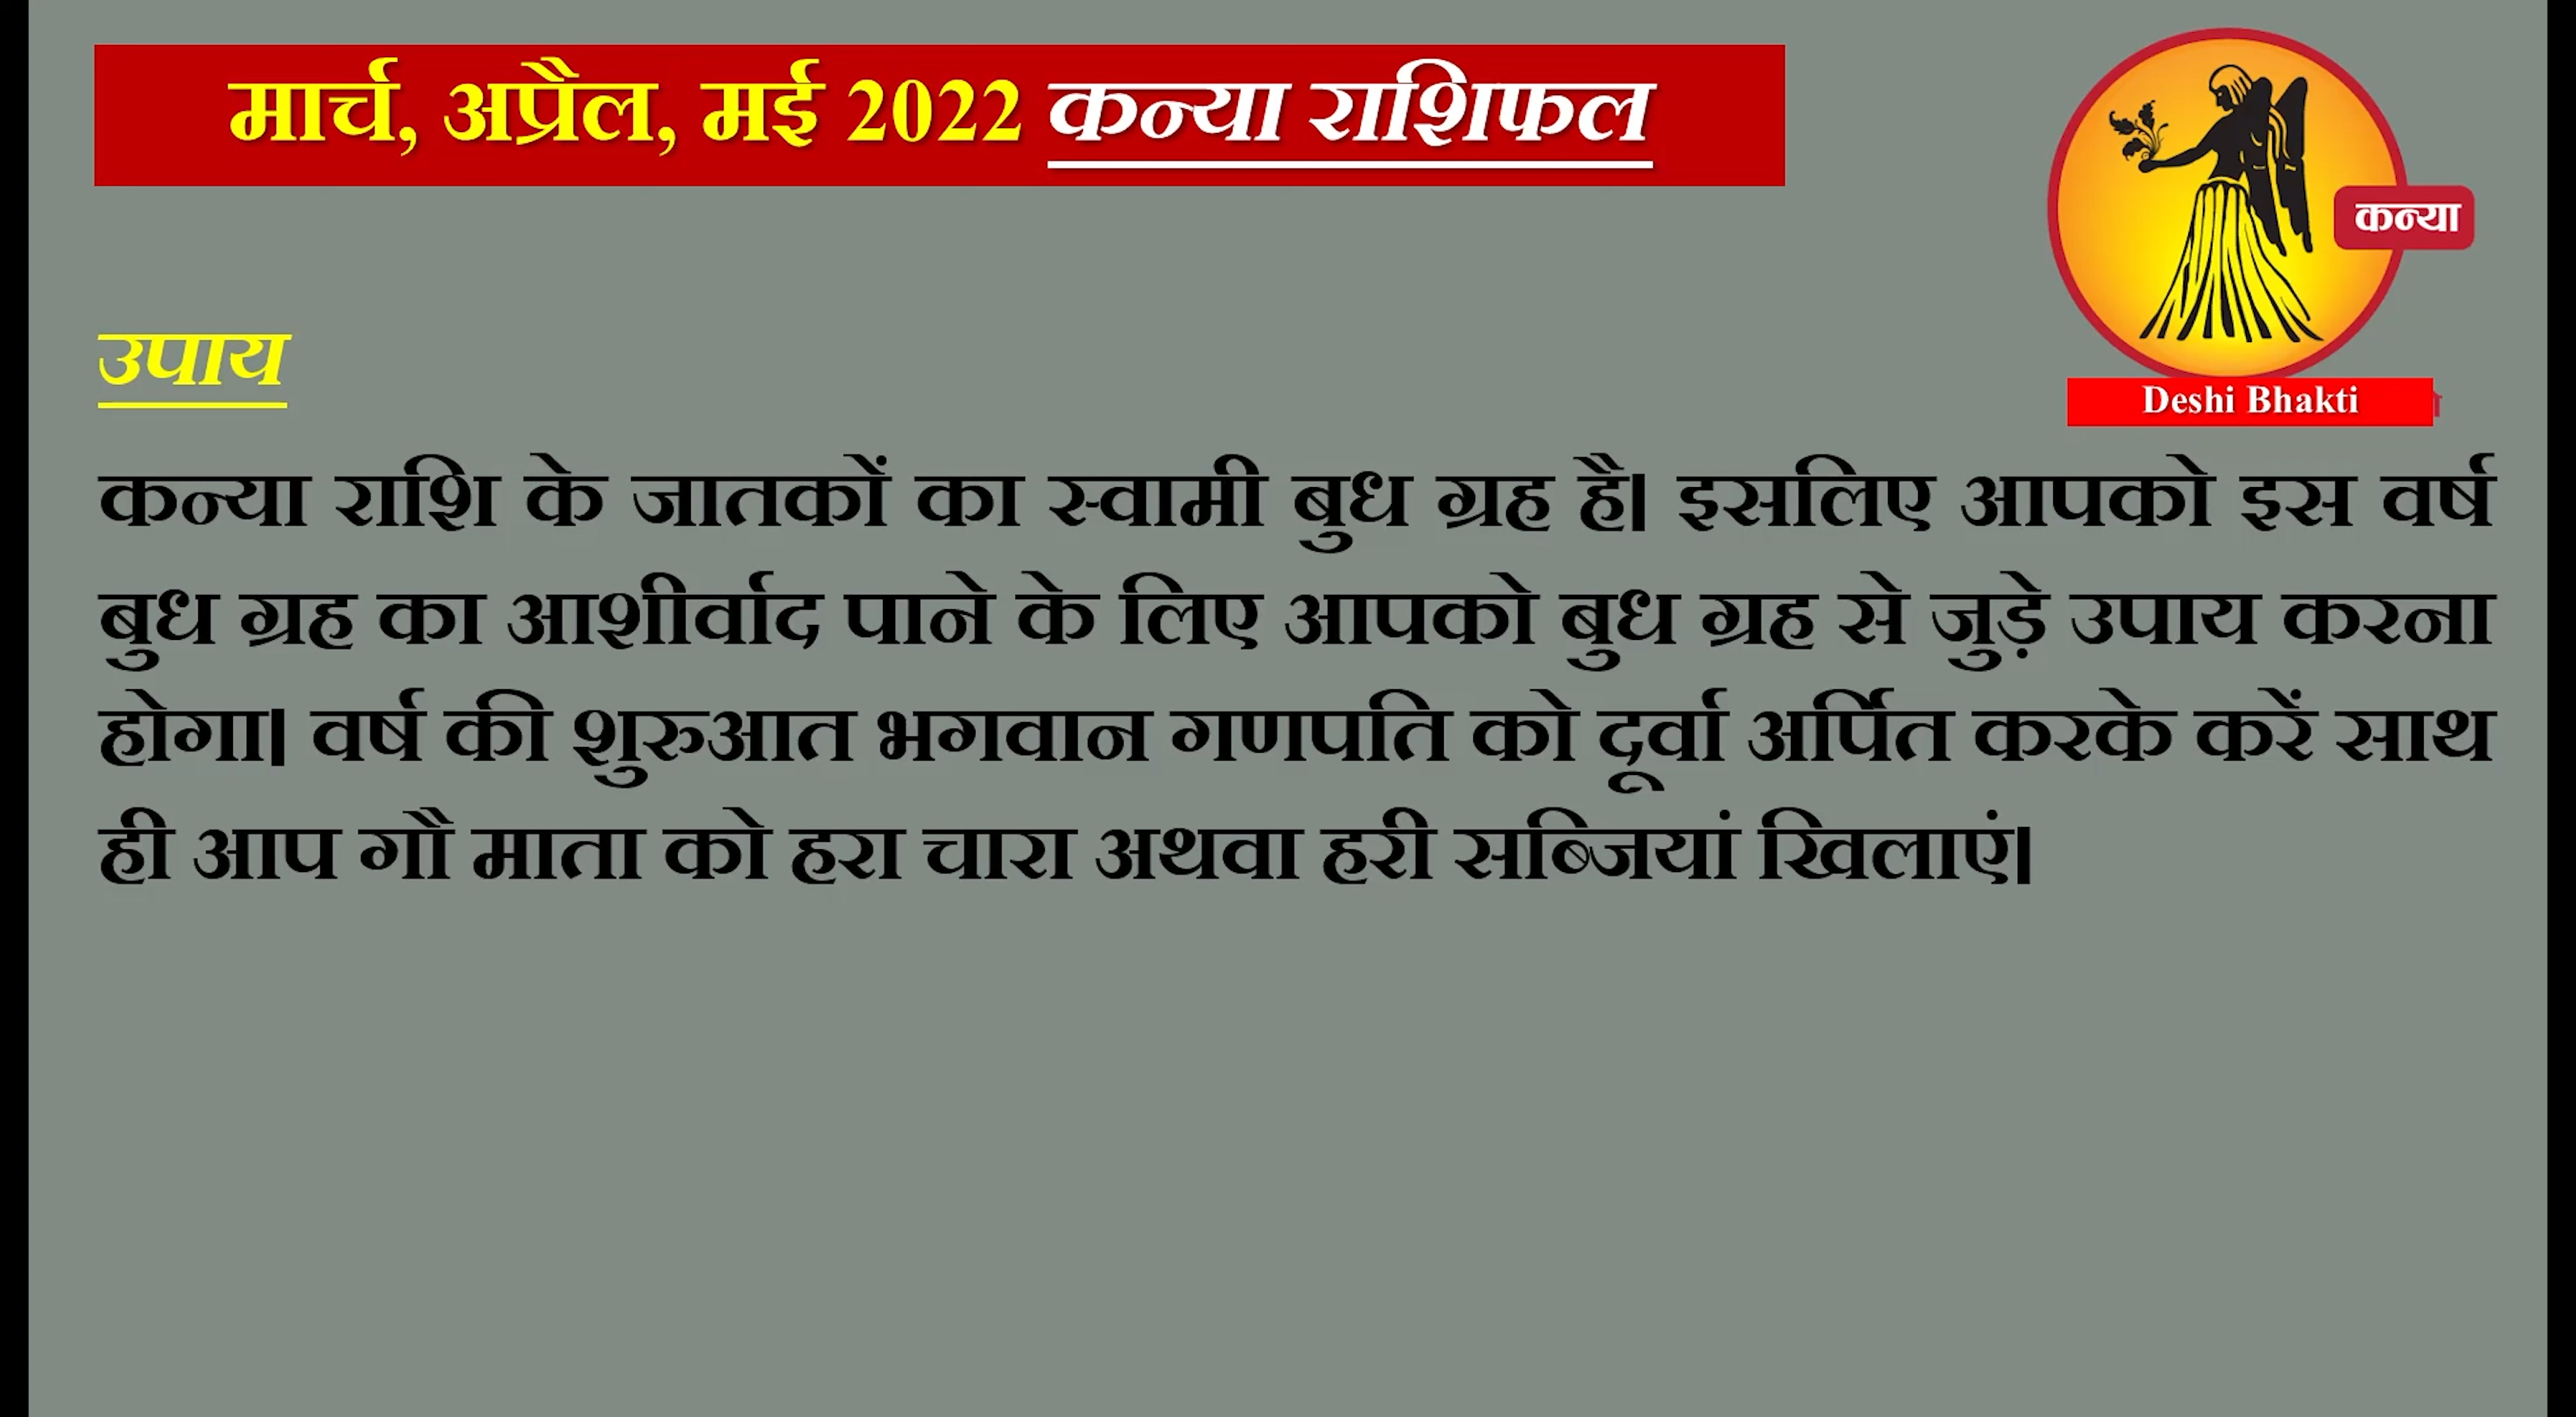 मार्च, अप्रैल, मई 2022 कन्या राशिफल
कन्या
Deshi Bhakti
उपाय
कन्या राशि के जातकों का स्वामी बुध ग्रह है। इसलिए आपको इस वर्ष
बुध ग्रह का आशीर्वाद पाने के लिए आपको बुध ग्रह से जुड़े उपाय करना
होगा। वर्ष की शुरुआत भगवान गणपति को दूर्वा अर्पित करके करें साथ
ही आप गौ माता को हरा चारा अथवा हरी सब्जियां खिलाएं।